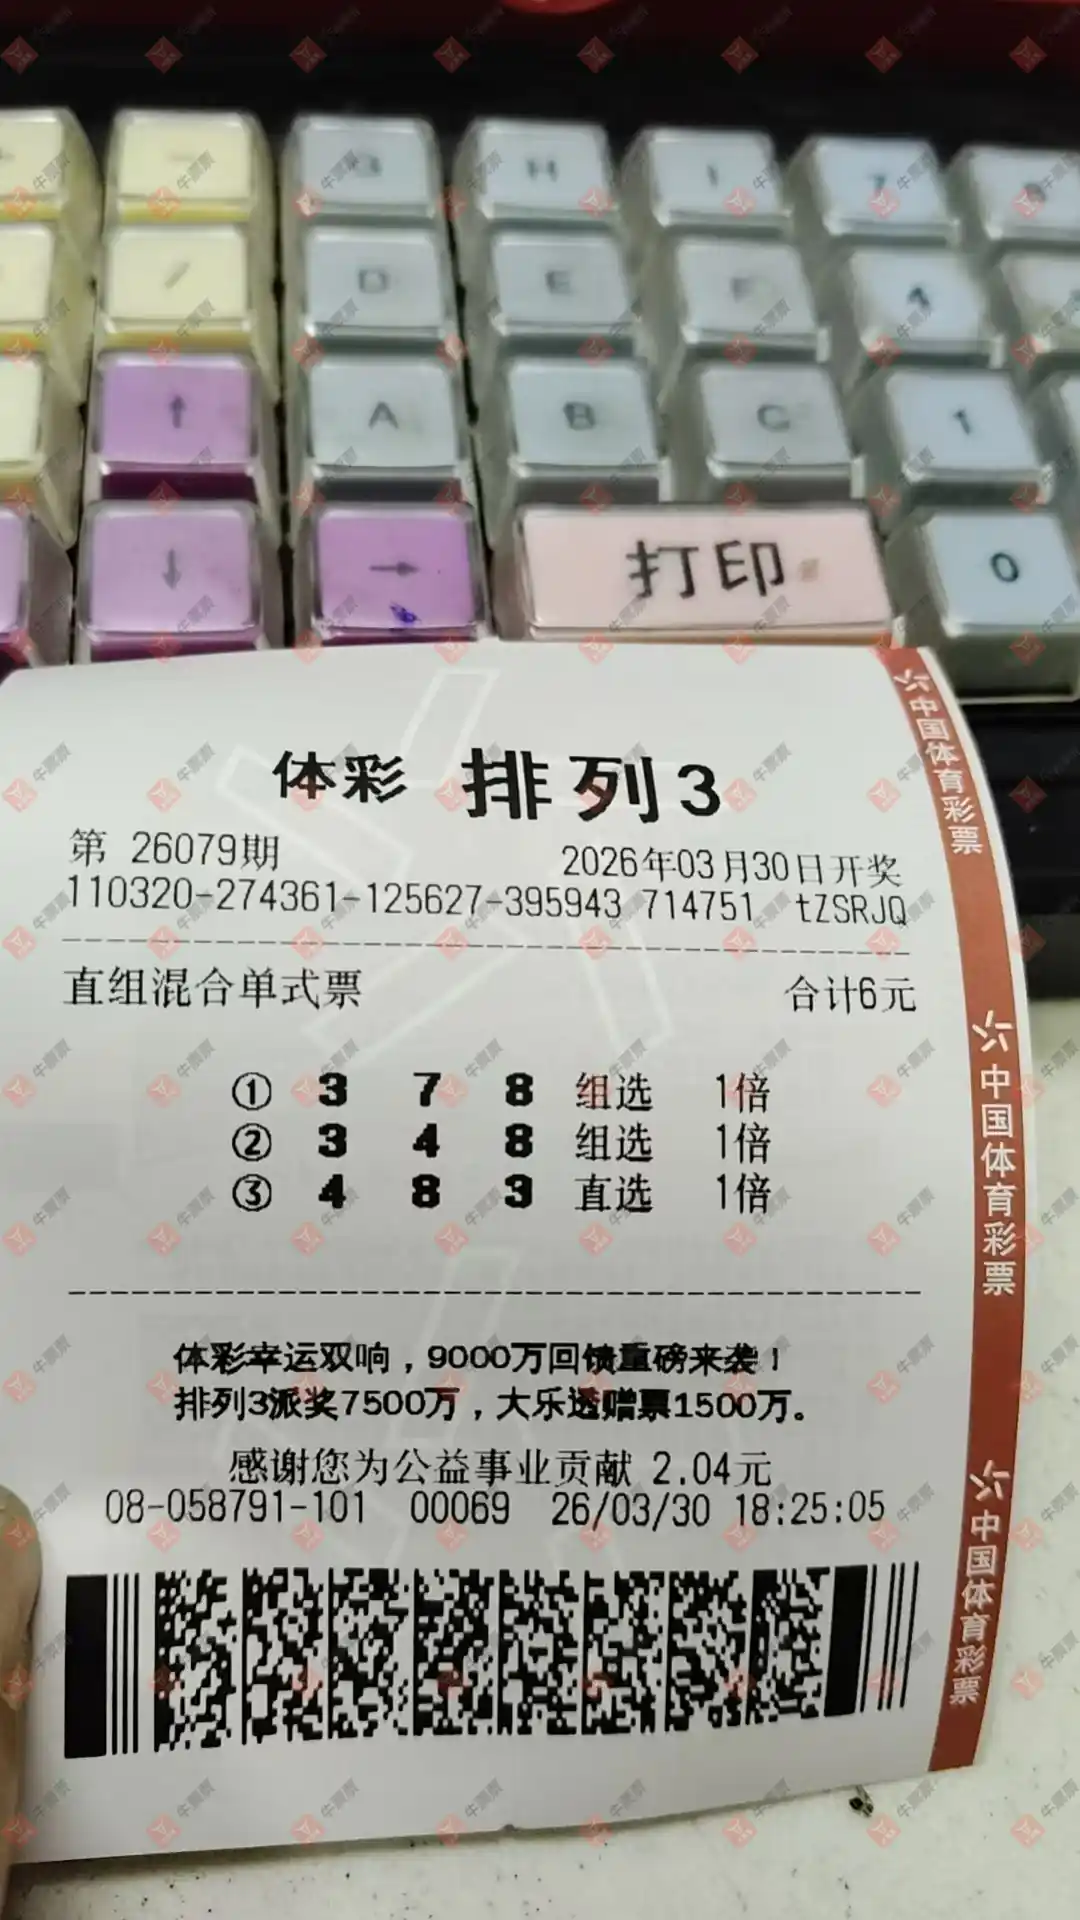 G H I 7
D E F 4
↑ A B C 1
↓ → 打印 0
体彩 排列3
第 26079期 2026年03月30日开奖
110320-274361-125627-395943 714751 tZSRJQ
直组混合单式票 合计6元
① 3 7 8 组选 1倍
② 3 4 8 组选 1倍
③ 4 8 3 直选 1倍
体彩幸运双响，9000万回馈重磅来袭！
排列3派奖7500万，大乐透赠票1500万。
感谢您为公益事业贡献 2.04元
08-058791-101 00069 26/03/30 18:25:05
中国体育彩票
中国体育彩票
中国体育彩票
牛票票